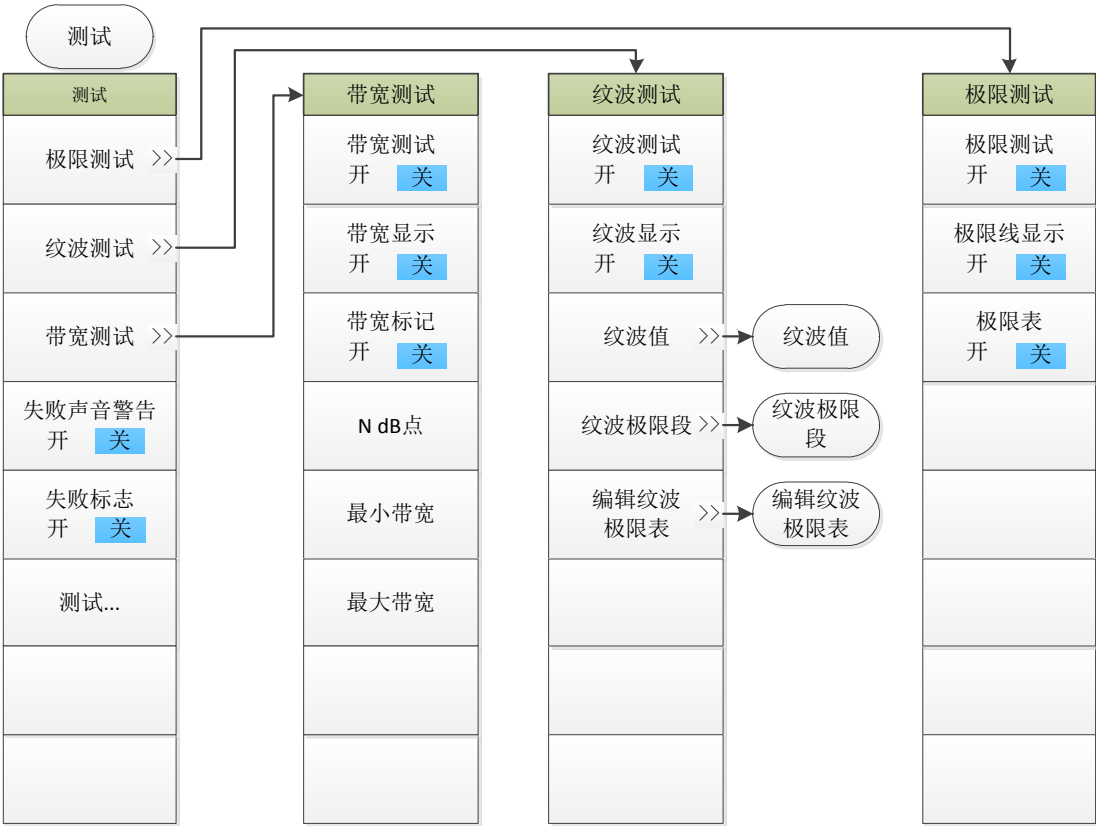 测试
测试
极限测试 >>
纹波测试 >>
带宽测试 >>
失败声音警告
开 关
失败标志
开 关
测试...
带宽测试
带宽测试
开 关
带宽显示
开 关
带宽标记
开 关
N dB点
最小带宽
最大带宽
纹波测试
纹波测试
开 关
纹波显示
开 关
纹波值 >>
纹波极限段 >>
编辑纹波 >>
极限表
纹波值
纹波极限
段
编辑纹波
极限表
极限测试
极限测试
开 关
极限线显示
开 关
极限表
开 关